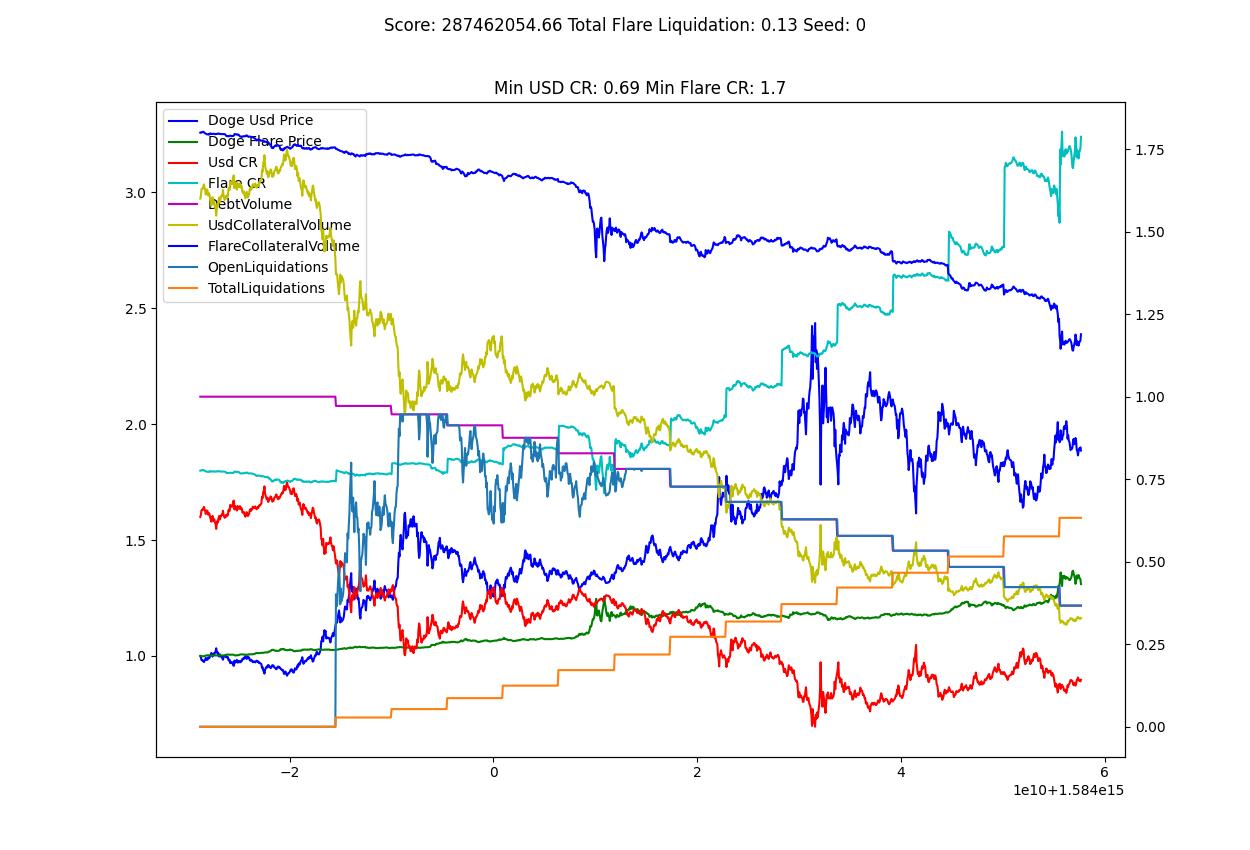 Score: 287462054.66 Total Flare Liquidation: 0.13 Seed: 0
Min USD CR: 0.69 Min Flare CR: 1.7
Doge Usd Price
Doge Flare Price
Usd CR
Flare CR
DebtVolume
UsdCollateralVolume
FlareCollateralVolume
OpenLiquidations
TotalLiquidations
3.0
2.5
2.0
1.5
1.0
1.75
1.50
1.25
1.00
0.75
0.50
0.25
0.00
−2
0
2
4
6
1e10+1.584e15